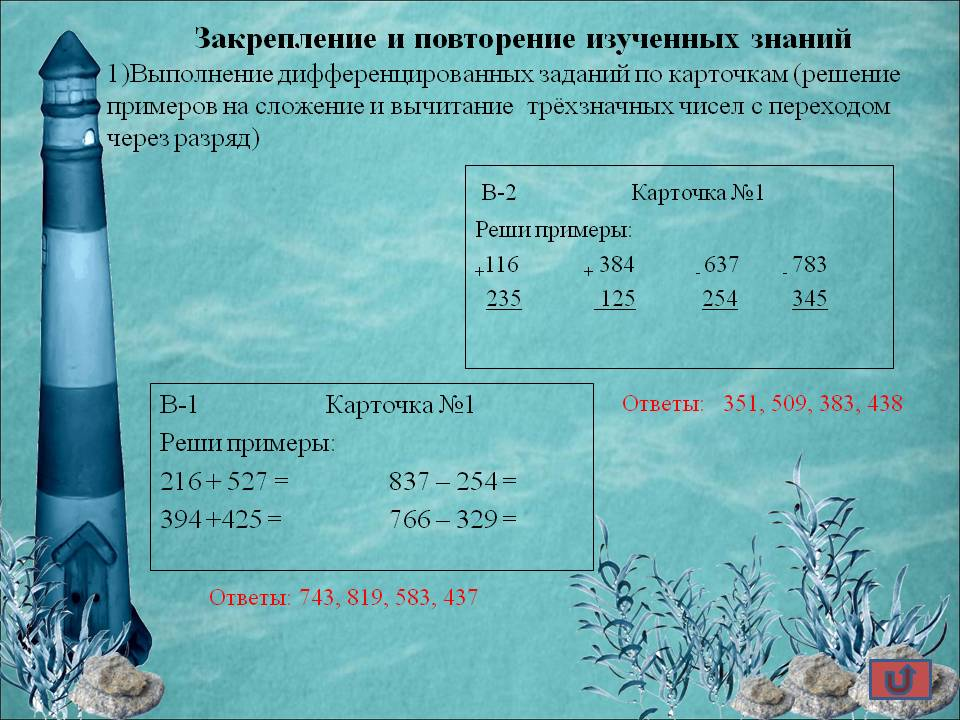 Закрепление и повторение изученных знаний
1)Выполнение дифференцированных заданий по карточкам (решение
примеров на сложение и вычитание трёхзначных чисел с переходом
через разряд)
В-2 Карточка №1
Реши примеры:
+116 + 384 - 637 - 783
235 125 254 345
Ответы: 351, 509, 383, 438
В-1 Карточка №1
Реши примеры:
216 + 527 = 837 – 254 =
394 +425 = 766 – 329 =
Ответы: 743, 819, 583, 437